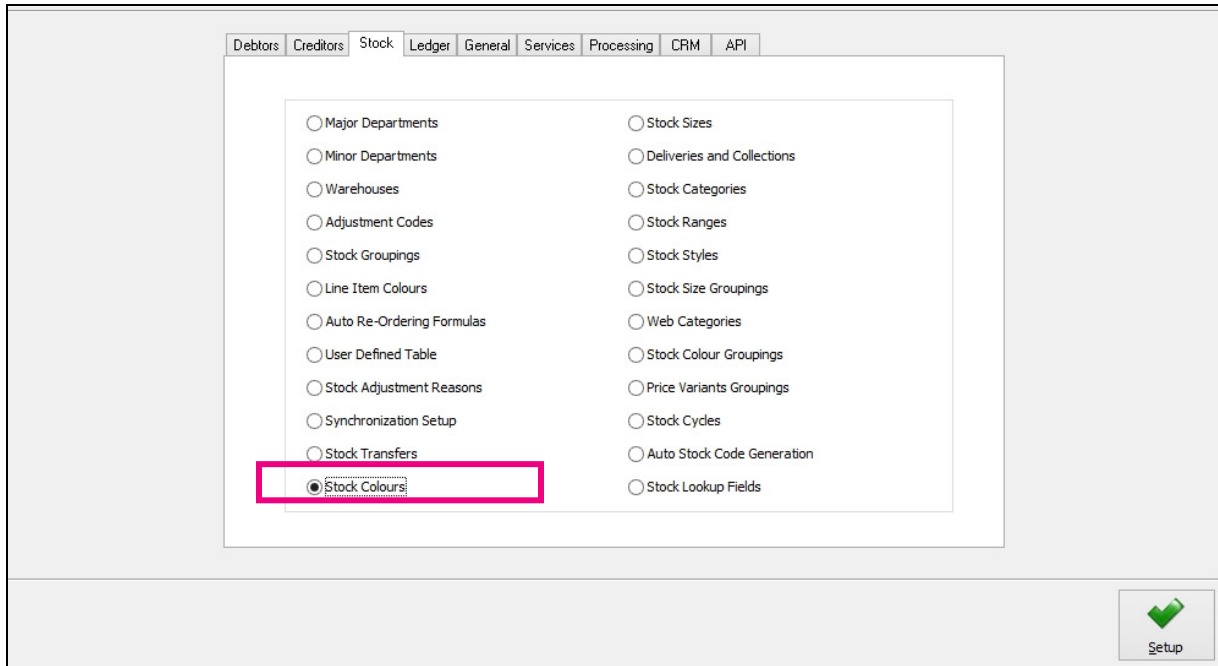 Debtors Creditors Stock Ledger General Services Processing CRM API
Major Departments
Minor Departments
Warehouses
Adjustment Codes
Stock Groupings
Line Item Colours
Auto Re-Ordering Formulas
User Defined Table
Stock Adjustment Reasons
Synchronization Setup
Stock Transfers
Stock Colours
Stock Sizes
Deliveries and Collections
Stock Categories
Stock Ranges
Stock Styles
Stock Size Groupings
Web Categories
Stock Colour Groupings
Price Variants Groupings
Stock Cycles
Auto Stock Code Generation
Stock Lookup Fields
Setup